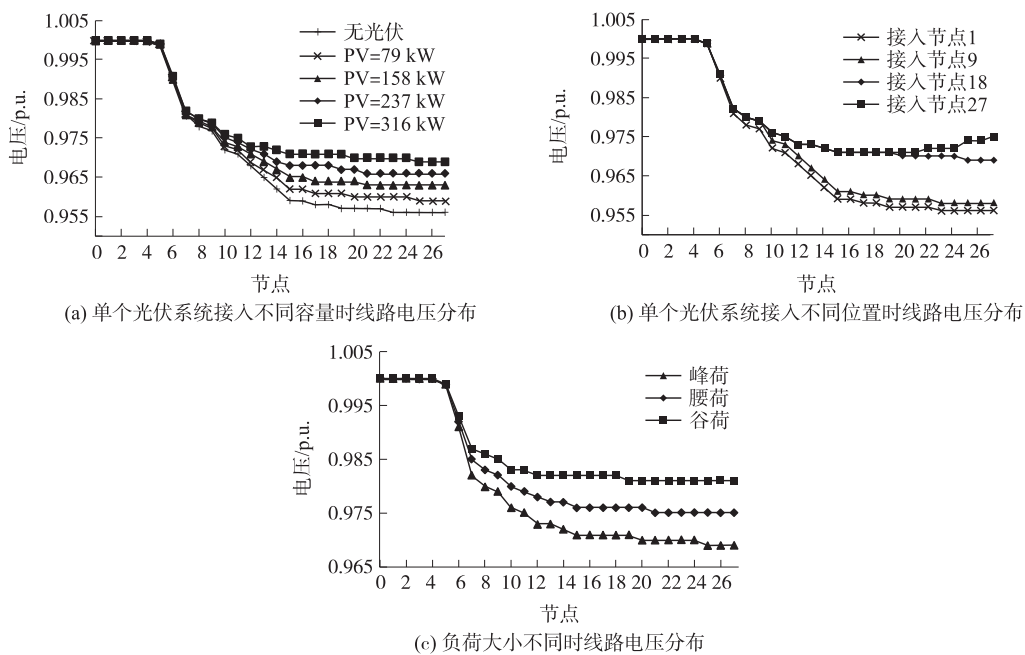 1.005
0.995
0.985
0.975
0.965
0.955
电压/p.u.
无光伏
PV=79 kW
PV=158 kW
PV=237 kW
PV=316 kW
0 2 4 6 8 10 12 14 16 18 20 22 24 26
节点
(a) 单个光伏系统接入不同容量时线路电压分布
1.005
0.995
0.985
0.975
0.965
0.955
电压/p.u.
接入节点1
接入节点9
接入节点18
接入节点27
0 2 4 6 8 10 12 14 16 18 20 22 24 26
节点
(b) 单个光伏系统接入不同位置时线路电压分布
1.005
0.995
0.985
0.975
0.965
电压/p.u.
峰荷
腰荷
谷荷
0 2 4 6 8 10 12 14 16 18 20 22 24 26
节点
(c) 负荷大小不同时线路电压分布